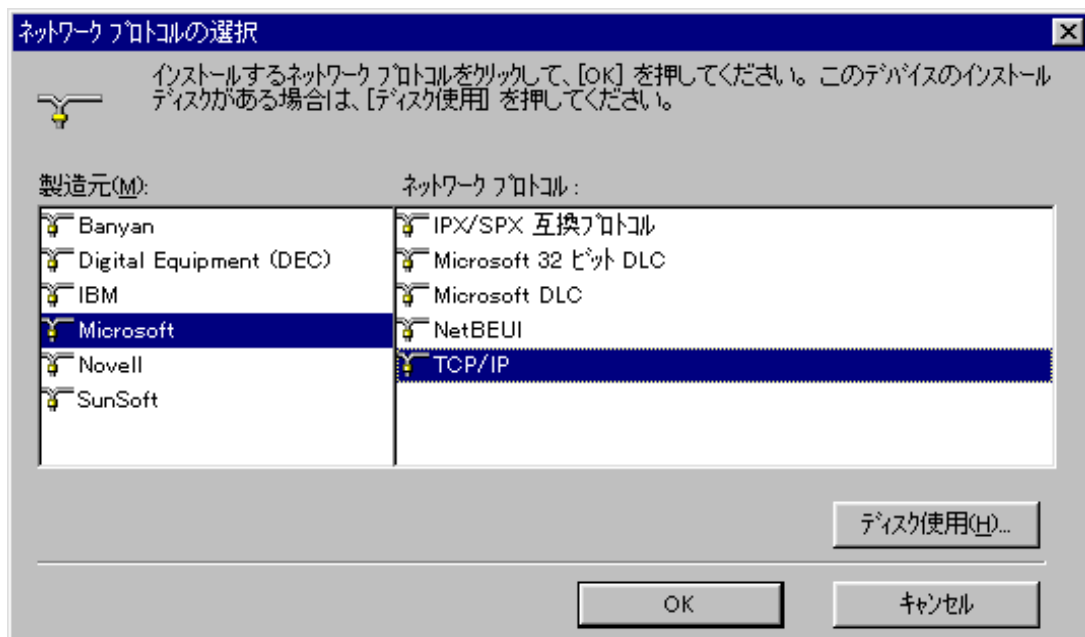 ネットワーク プロトコルの選択
インストールするネットワーク プロトコルをクリックして、[OK] を押してください。 このデバイスのインストール
ディスクがある場合は、[ディスク使用] を押してください。
製造元(M):
ネットワーク プロトコル :
Banyan
Digital Equipment (DEC)
IBM
Microsoft
Novell
SunSoft
IPX/SPX 互換プロトコル
Microsoft 32 ビット DLC
Microsoft DLC
NetBEUI
TCP/IP
ディスク使用(H)...
OK
キャンセル